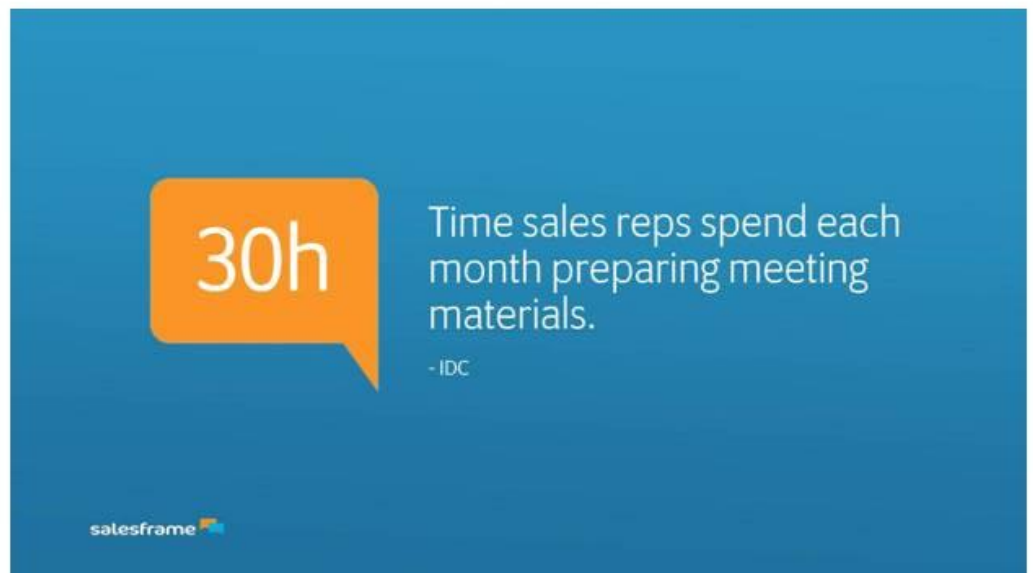 30h
Time sales reps spend each
month preparing meeting
materials.
- IDC
salesframe